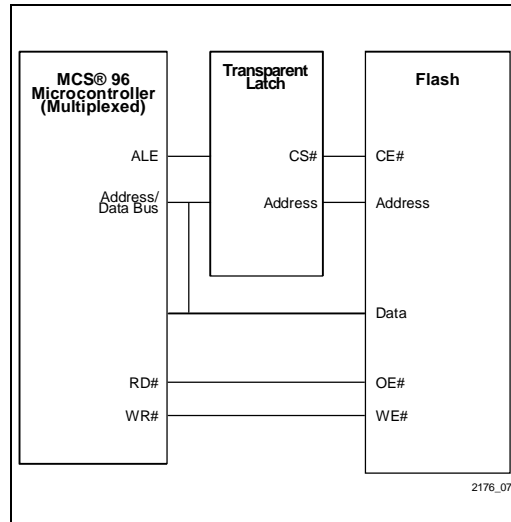 MCS® 96
Microcontroller
(Multiplexed)
Transparent
Latch
Flash
ALE
CS#
CE#
Address/
Data Bus
Address
Address
Data
RD#
OE#
WR#
WE#
2176_07